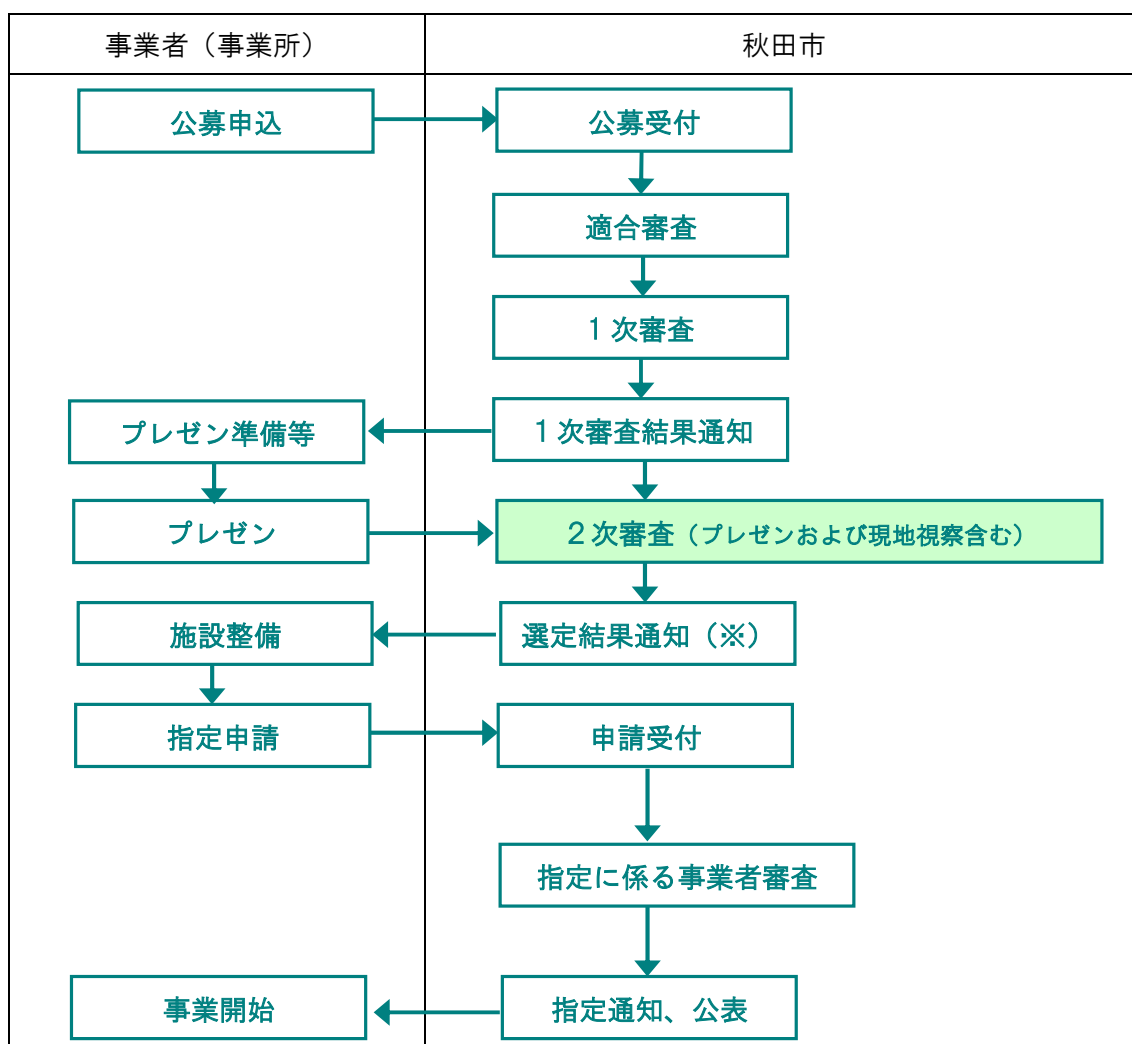 事業者（事業所）
秋田市
公募申込
公募受付
適合審査
１次審査
プレゼン準備等
１次審査結果通知
プレゼン
２次審査（プレゼンおよび現地視察含む）
施設整備
選定結果通知（※）
指定申請
申請受付
指定に係る事業者審査
事業開始
指定通知、公表